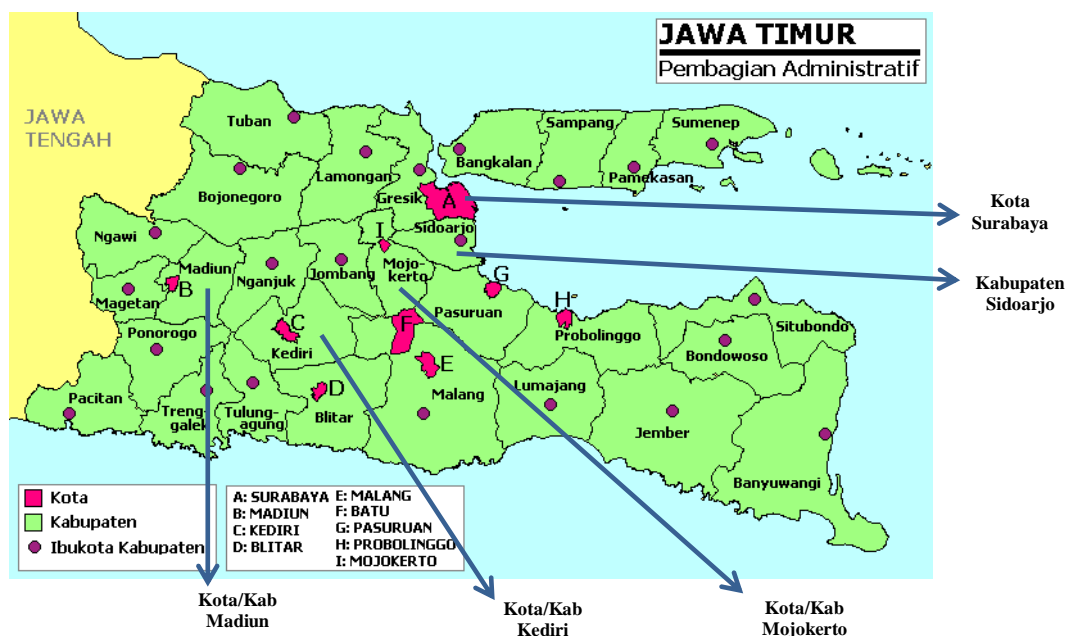 JAWA TIMUR
Pembagian Administratif
JAWA
TENGAH
Tuban
Lamongan
Bojonegoro
Gresik
Bangkalan
Sampang
Pamekasan
Sumenep
A
Kota
Surabaya
Ngawi
I
Sidoarjo
Madiun
B
Magetan
Nganjuk
Jombang
Mojo-
kerto
G
Kabupaten
Sidoarjo
H
Ponorogo
C
Kediri
F
Pasuruan
Probolinggo
Situbondo
Bondowoso
E
Pacitan
Treng-
galek
Tulung-
agung
D
Blitar
Malang
Lumajang
Jember
Banyuwangi
Kota
Kabupaten
Ibukota Kabupaten
A: SURABAYA
B: MADIUN
C: KEDIRI
D: BLITAR
E: MALANG
F: BATU
G: PASURUAN
H: PROBOLINGGO
I: MOJOKERTO
Kota/Kab
Madiun
Kota/Kab
Kediri
Kota/Kab
Mojokerto